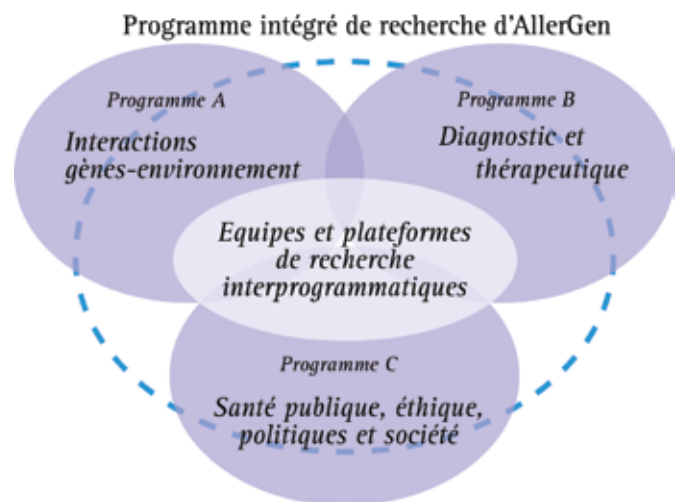 Programme intégré de recherche d'AllerGen
Programme A
Interactions
gènes-environnement
Programme B
Diagnostic et
thérapeutique
Equipes et plateformes
de recherche
interprogrammatiques
Programme C
Santé publique, éthique,
politiques et société